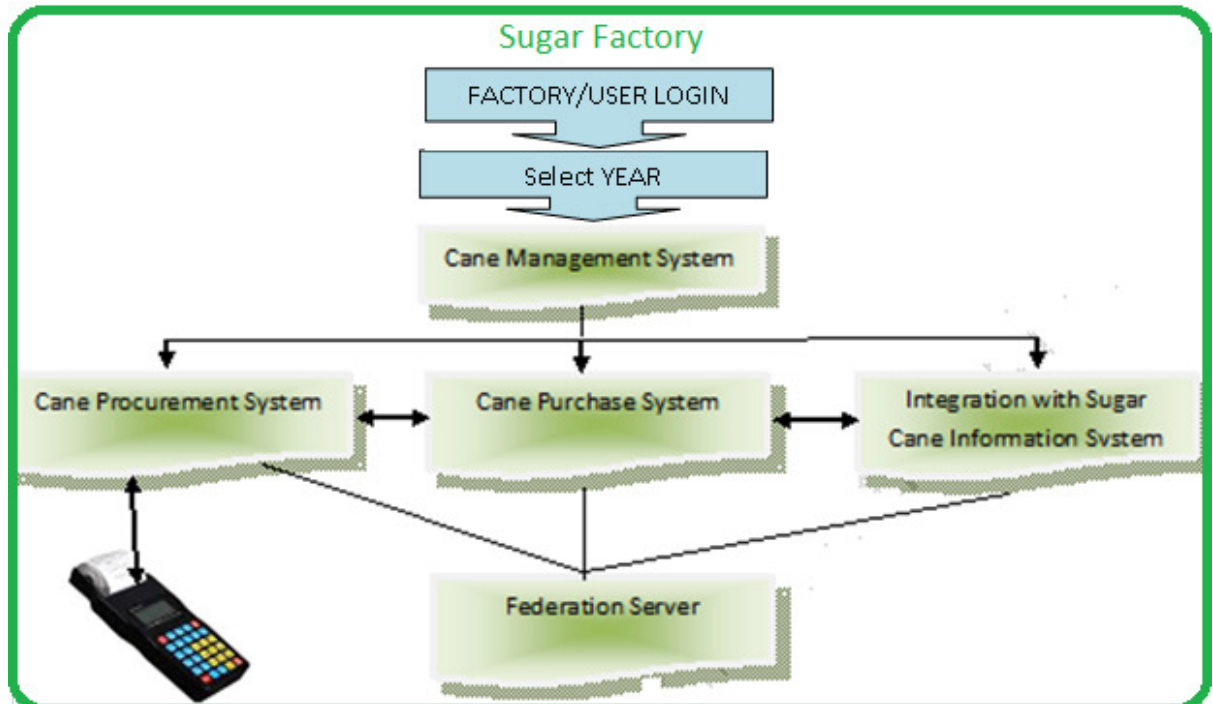 Sugar Factory
FACTORY/USER LOGIN
Select YEAR
Cane Management System
Cane Procurement System
Cane Purchase System
Integration with Sugar
Cane Information System
Federation Server